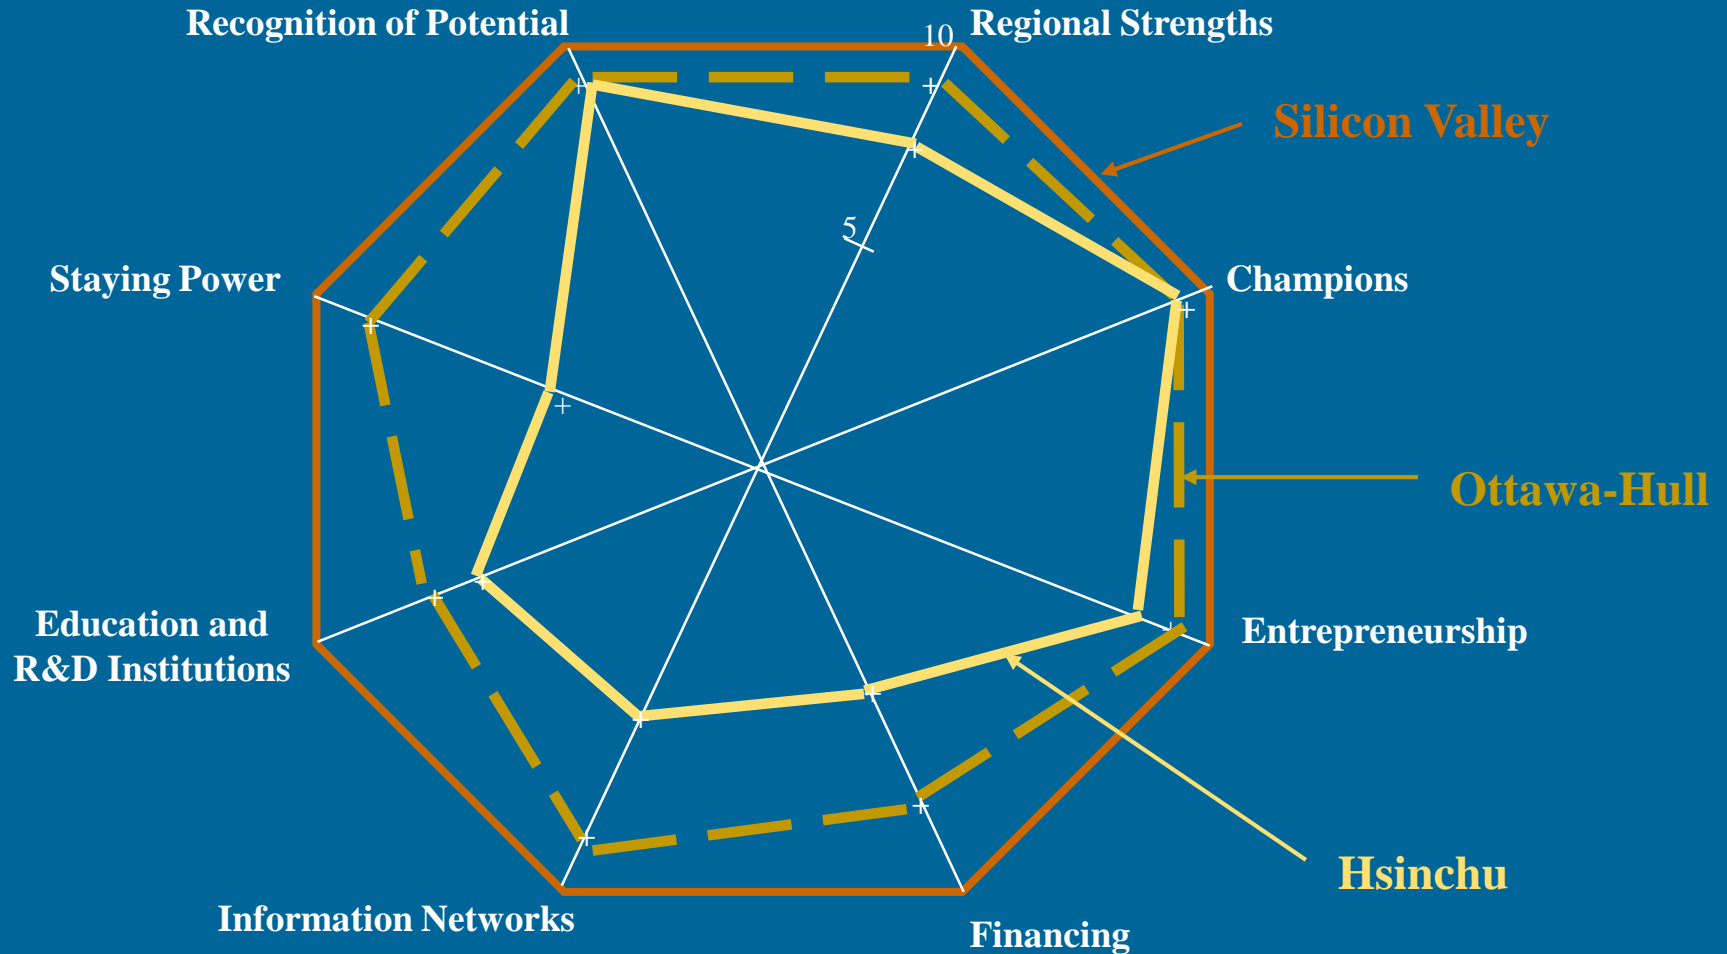 Recognition of Potential
10
Regional Strengths
Silicon Valley
5
Staying Power
Champions
Ottawa-Hull
Education and
R&D Institutions
Entrepreneurship
Hsinchu
Information Networks
Financing